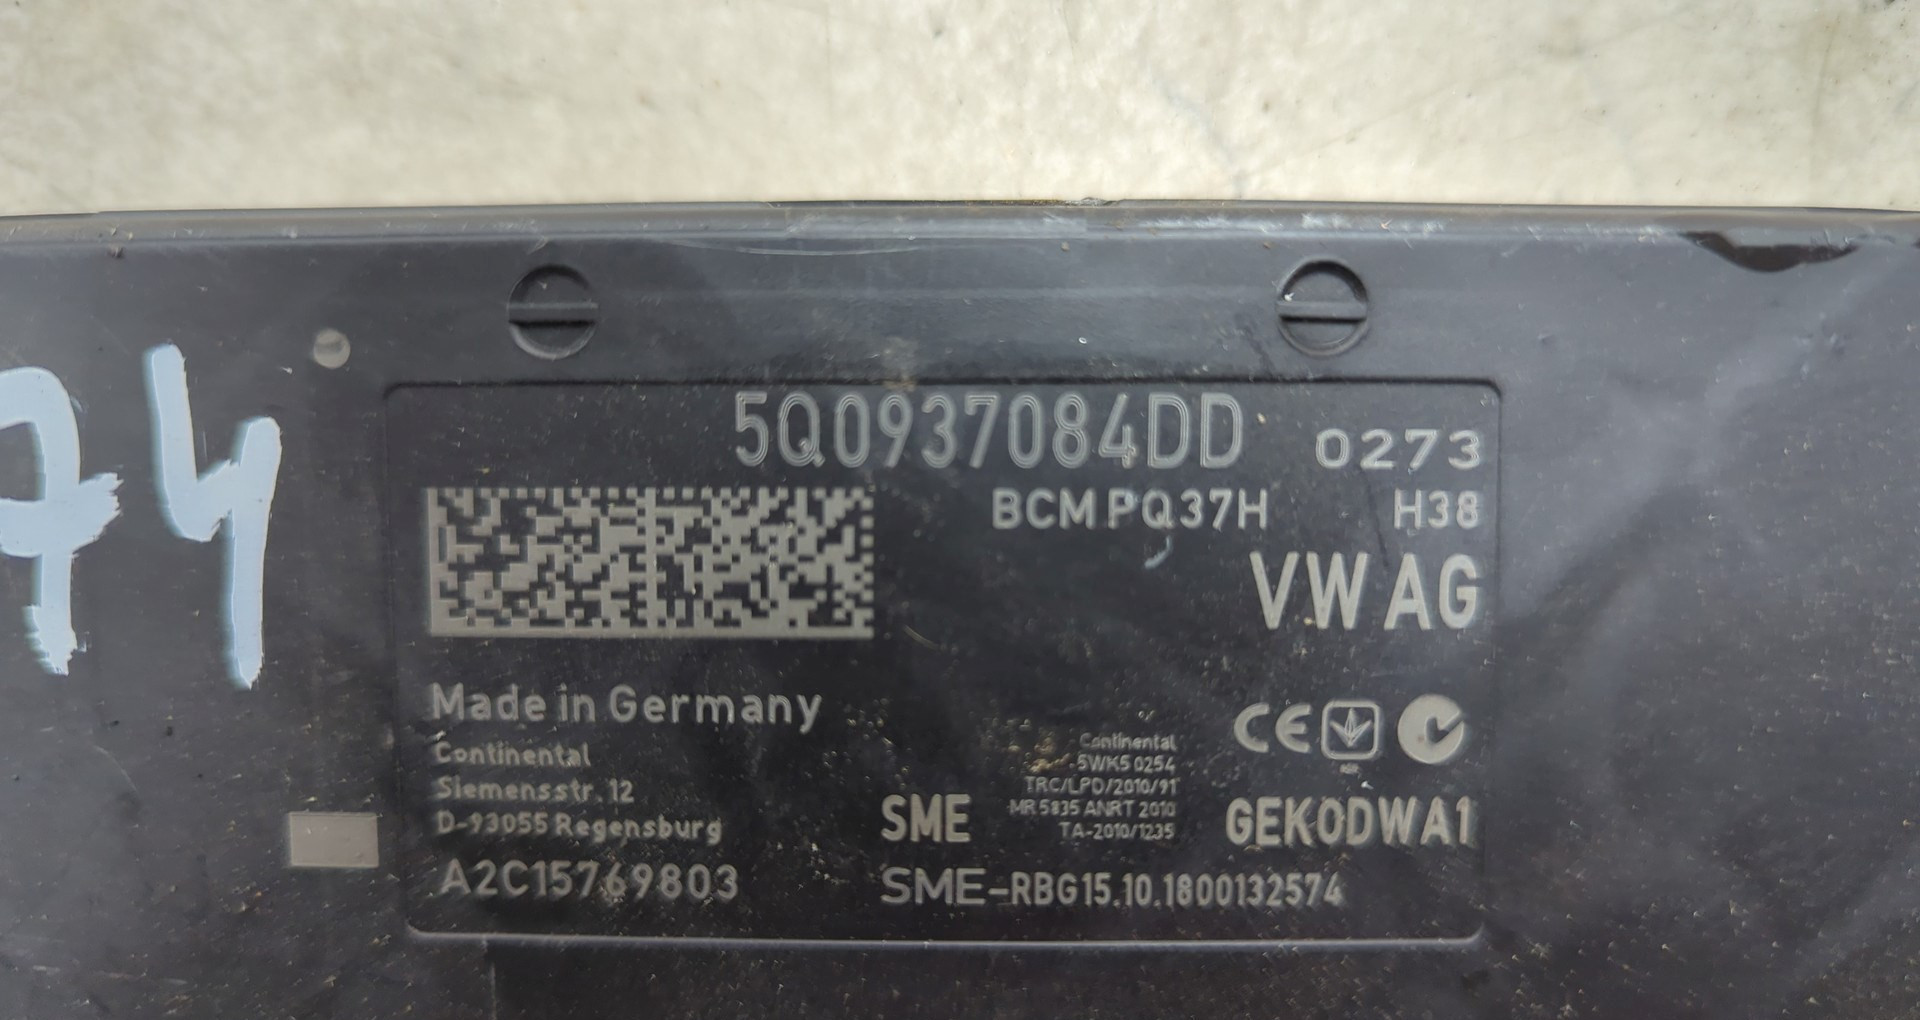 74
5Q0937084DD 0273
BCM PQ37H H38
VW AG
Made in Germany
Continental
Siemensstr. 12
D-93055 Regensburg
A2C15769803
Continental
5WK5 0254
TRC/LPD/2010/91
MR 5835 ANRT 2010
TA-2010/1235
SME
CE
GEKODWA1
SME-RBG15.10.1800132574